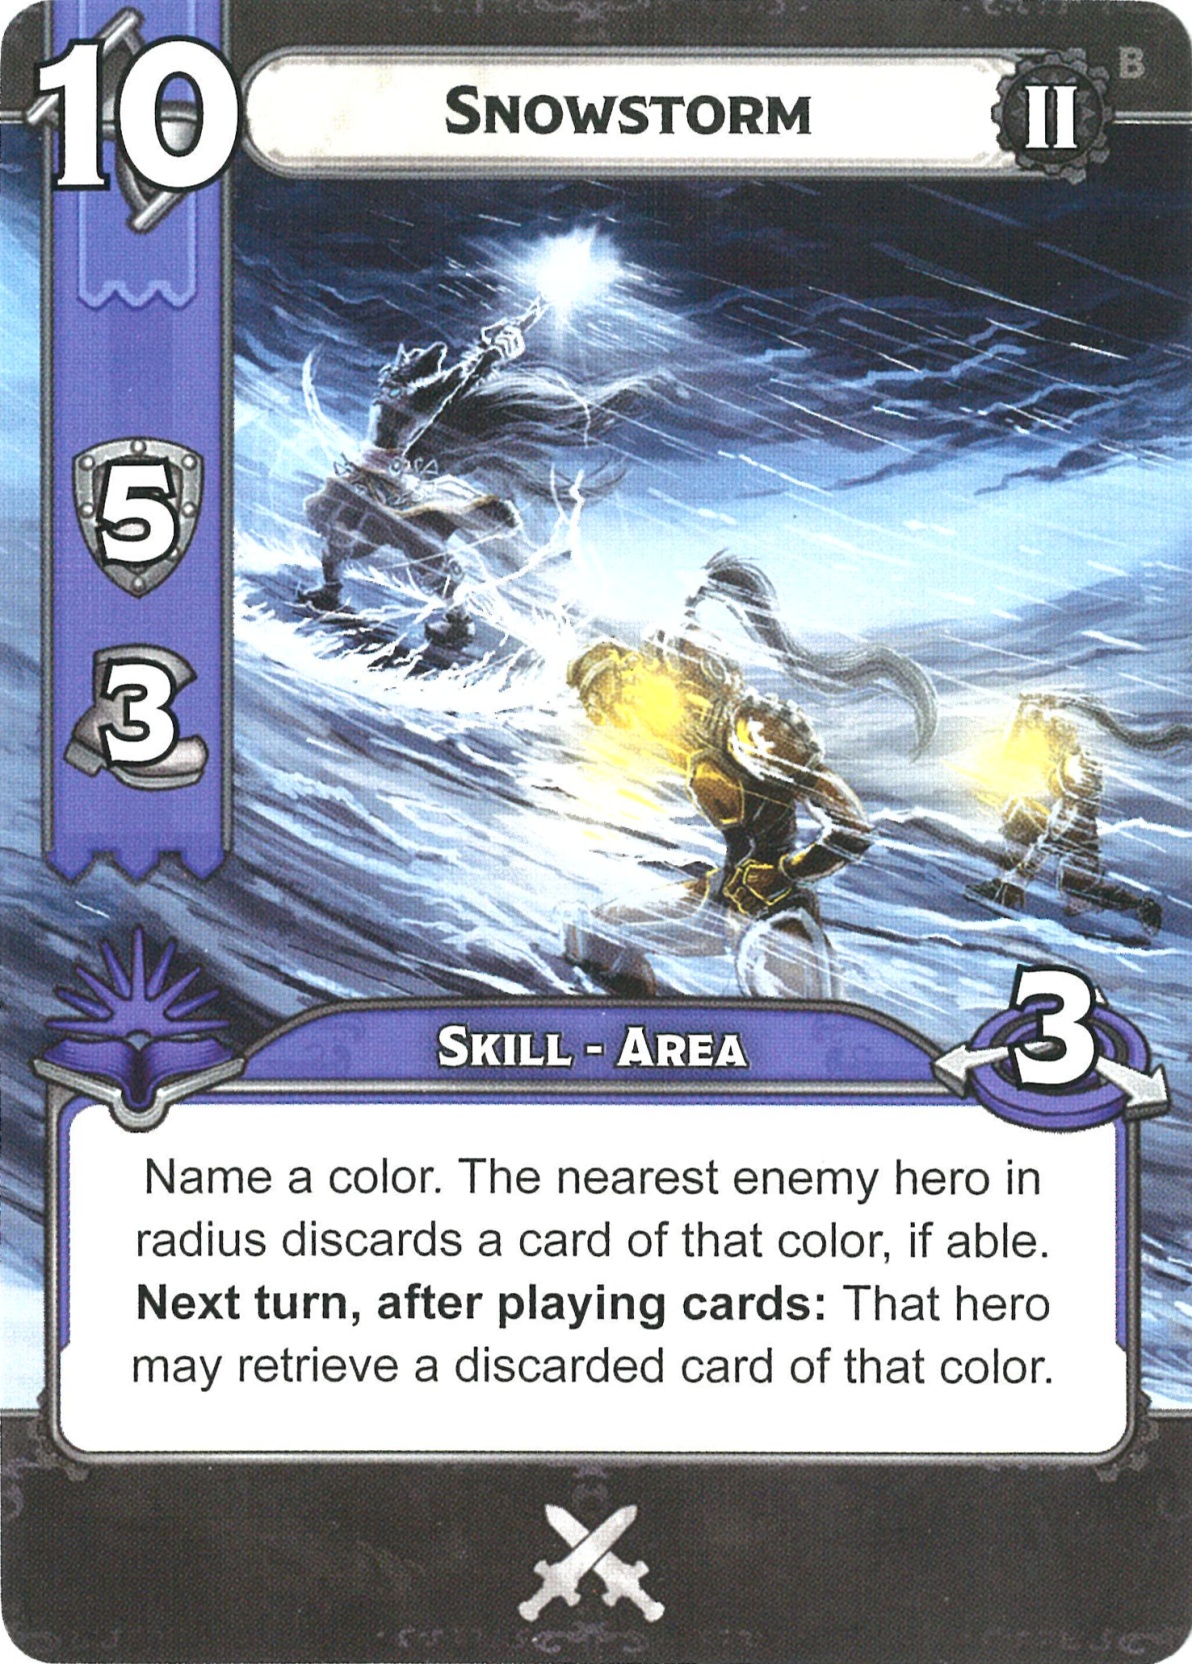 10
SNOWSTORM
II
B
5
3
SKILL - AREA
3
Name a color. The nearest enemy hero in
radius discards a card of that color, if able.
Next turn, after playing cards: That hero
may retrieve a discarded card of that color.